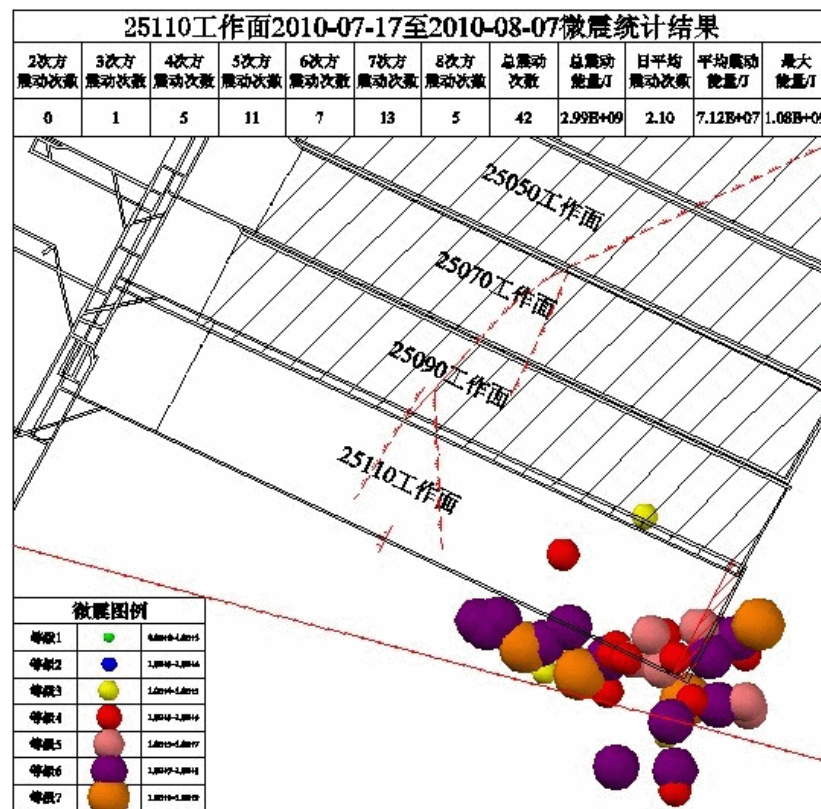 25110工作面2010-07-17至2010-08-07微震统计结果
2次方震动次数 3次方震动次数 4次方震动次数 5次方震动次数 6次方震动次数 7次方震动次数 8次方震动次数 总震动次数 总震动能量/J 日平均震动次数 平均震动能量/J 最大
0 1 5 11 7 13 5 42 2.99E+09 2.10 7.12E+07 1.08E+09
25050工作面
25070工作面
25090工作面
25110工作面
微震图例
等级1
等级2
等级3
等级4
等级5
等级6
等级7